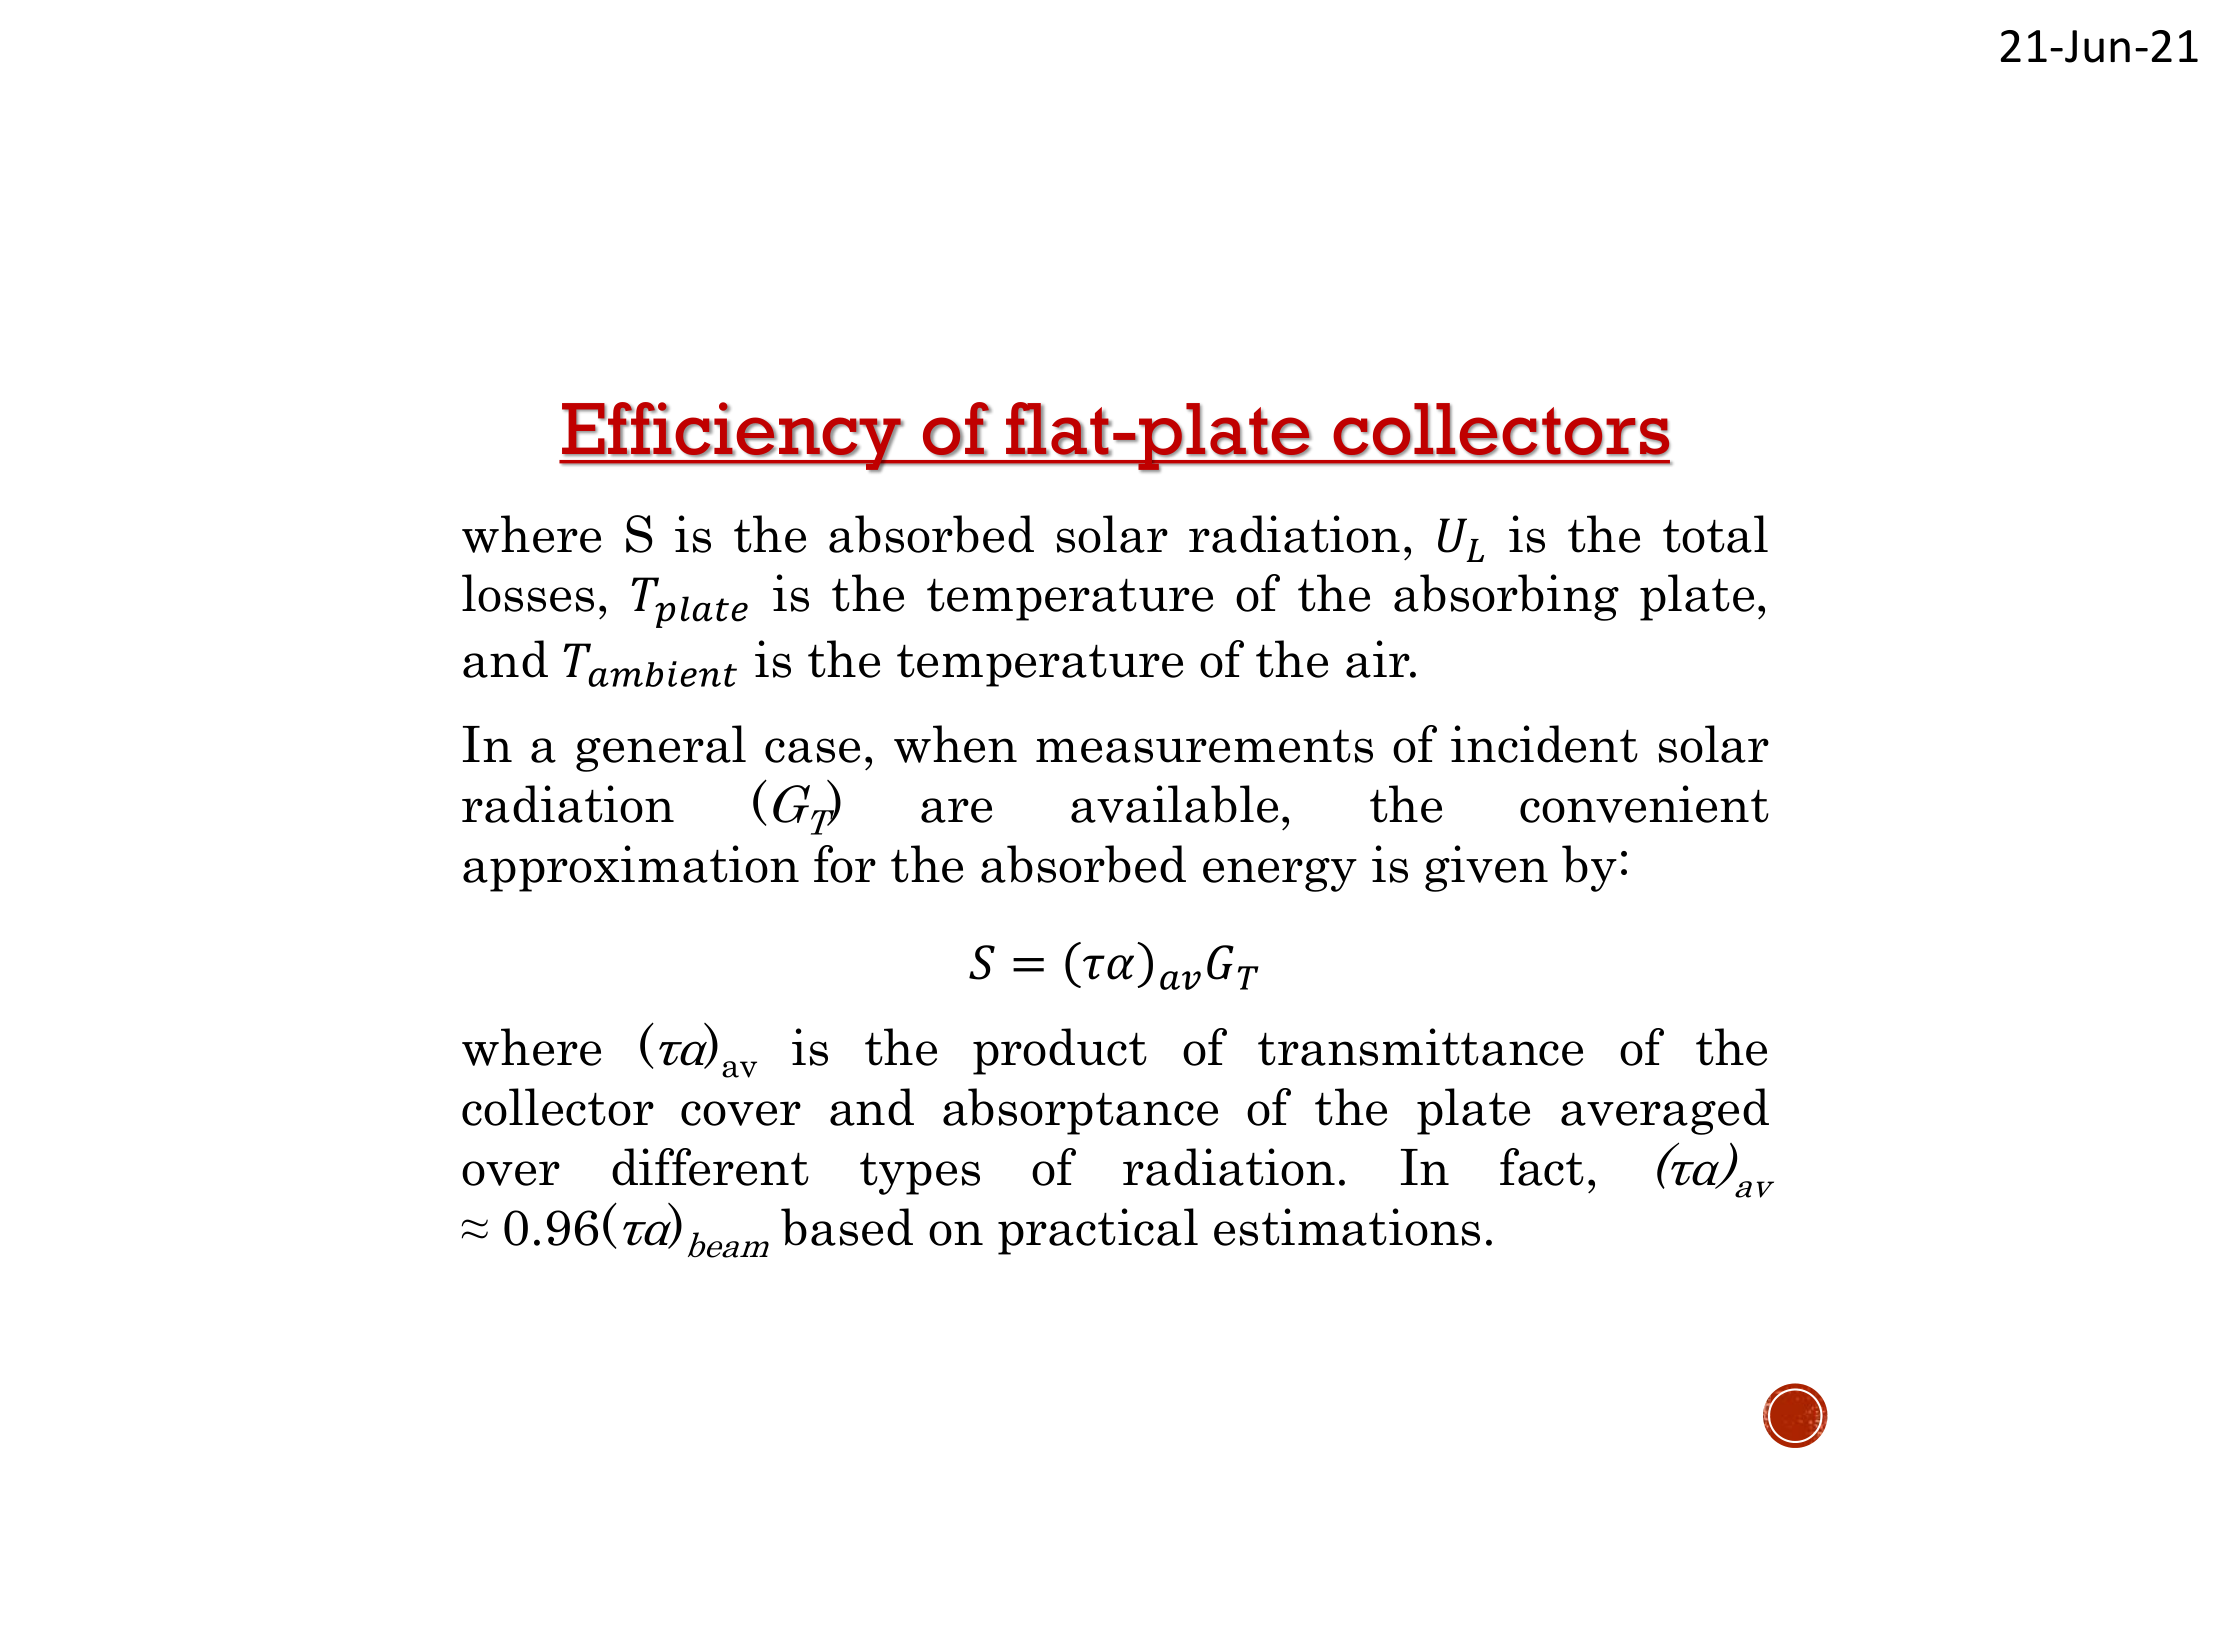 21-Jun-21
Efficiency of flat-plate collectors
where S is the absorbed solar radiation, U_L is the total
losses, T_plate is the temperature of the absorbing plate,
and T_ambient is the temperature of the air.
In a general case, when measurements of incident solar
radiation (G_T) are available, the convenient
approximation for the absorbed energy is given by:
S = (τα)_av G_T
where (τα)_av is the product of transmittance of the
collector cover and absorptance of the plate averaged
over different types of radiation. In fact, (τα)_av
≈ 0.96(τα)_beam based on practical estimations.